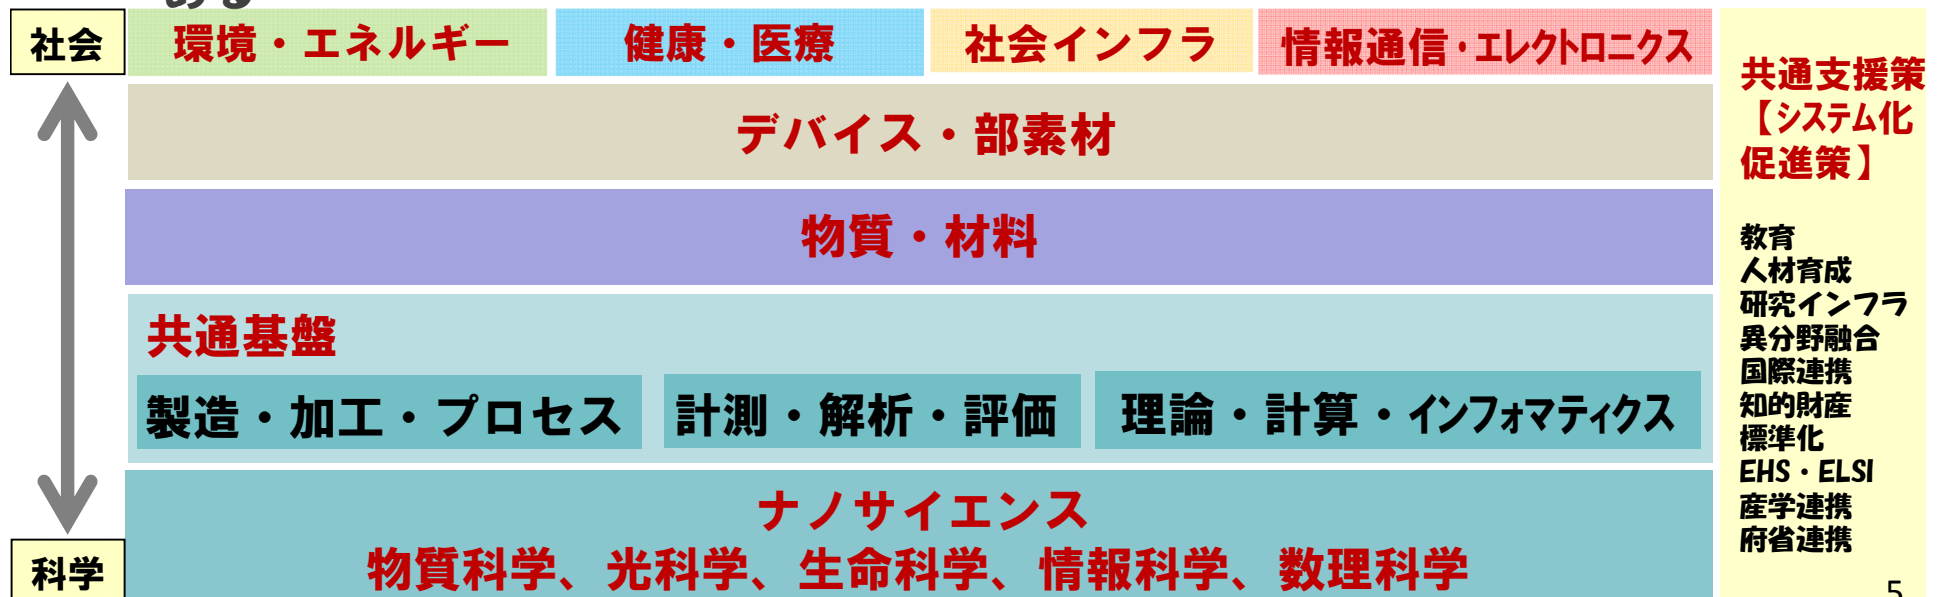 ある
社会
環境・エネルギー
健康・医療
社会インフラ
情報通信・エレクトロニクス
デバイス・部素材
物質・材料
共通基盤
製造・加工・プロセス
計測・解析・評価
理論・計算・インフォマティクス
ナノサイエンス
物質科学、光科学、生命科学、情報科学、数理科学
科学
共通支援策
【システム化
促進策】
教育
人材育成
研究インフラ
異分野融合
国際連携
知的財産
標準化
EHS・ELSI
産学連携
府省連携
5